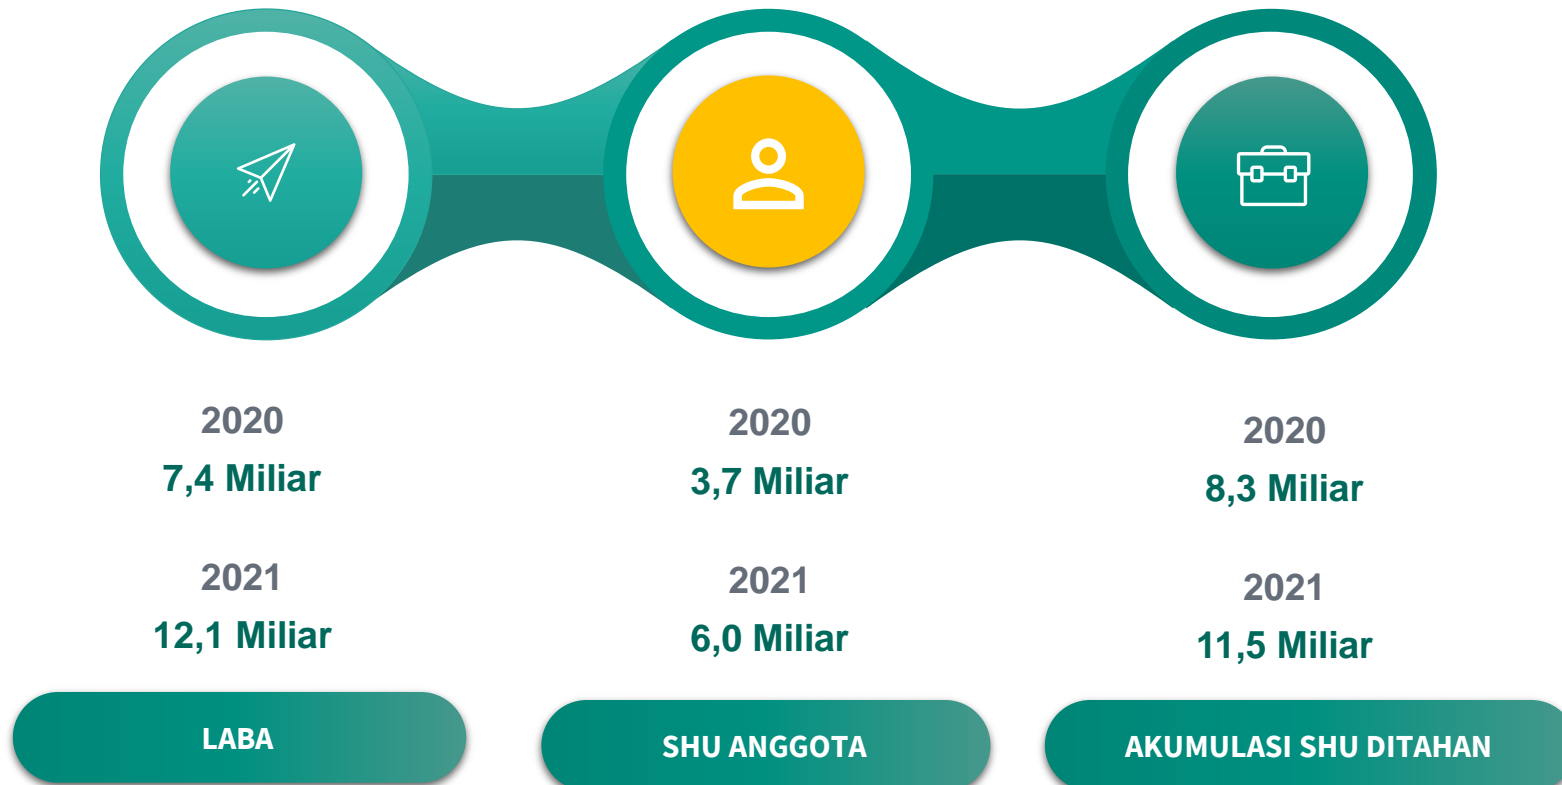 2020
7,4 Miliar
2021
12,1 Miliar
LABA
2020
3,7 Miliar
2021
6,0 Miliar
SHU ANGGOTA
2020
8,3 Miliar
2021
11,5 Miliar
AKUMULASI SHU DITAHAN